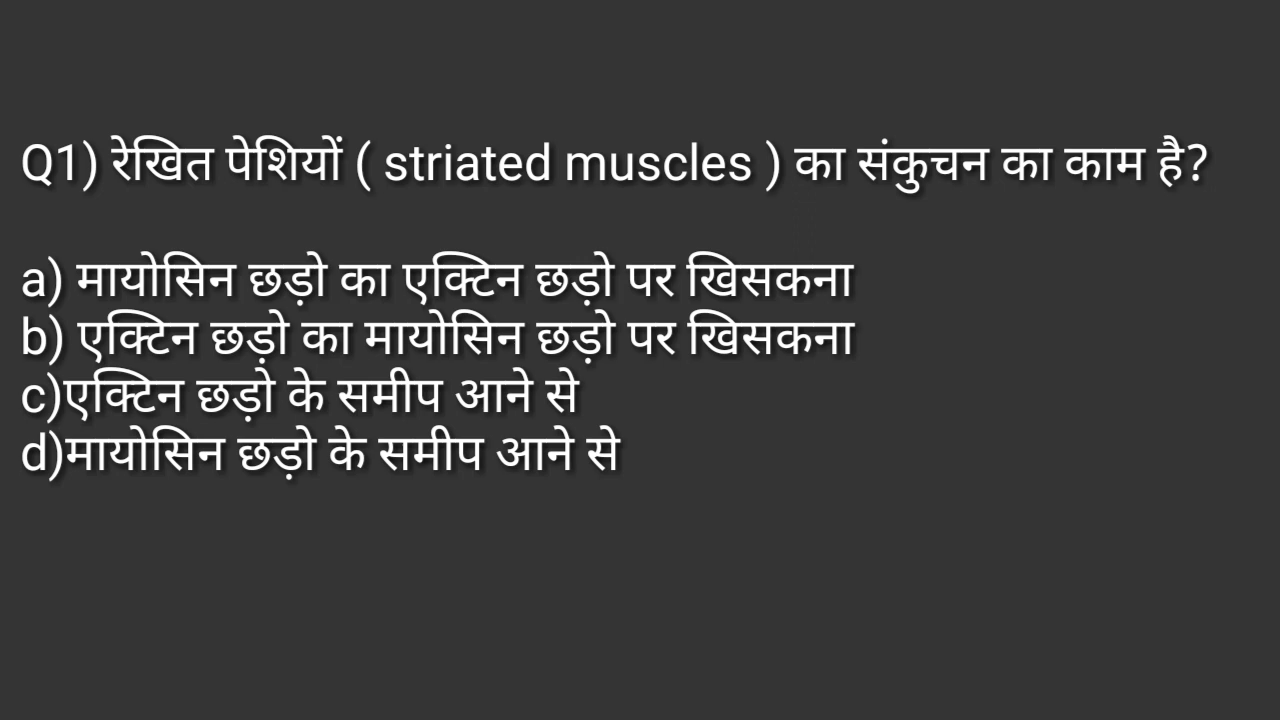 Q1) रेखित पेशियों ( striated muscles ) का संकुचन का काम है?
a) मायोसिन छड़ो का एक्टिन छड़ो पर खिसकना
b) एक्टिन छड़ो का मायोसिन छड़ो पर खिसकना
c)एक्टिन छड़ो के समीप आने से
d)मायोसिन छड़ो के समीप आने से